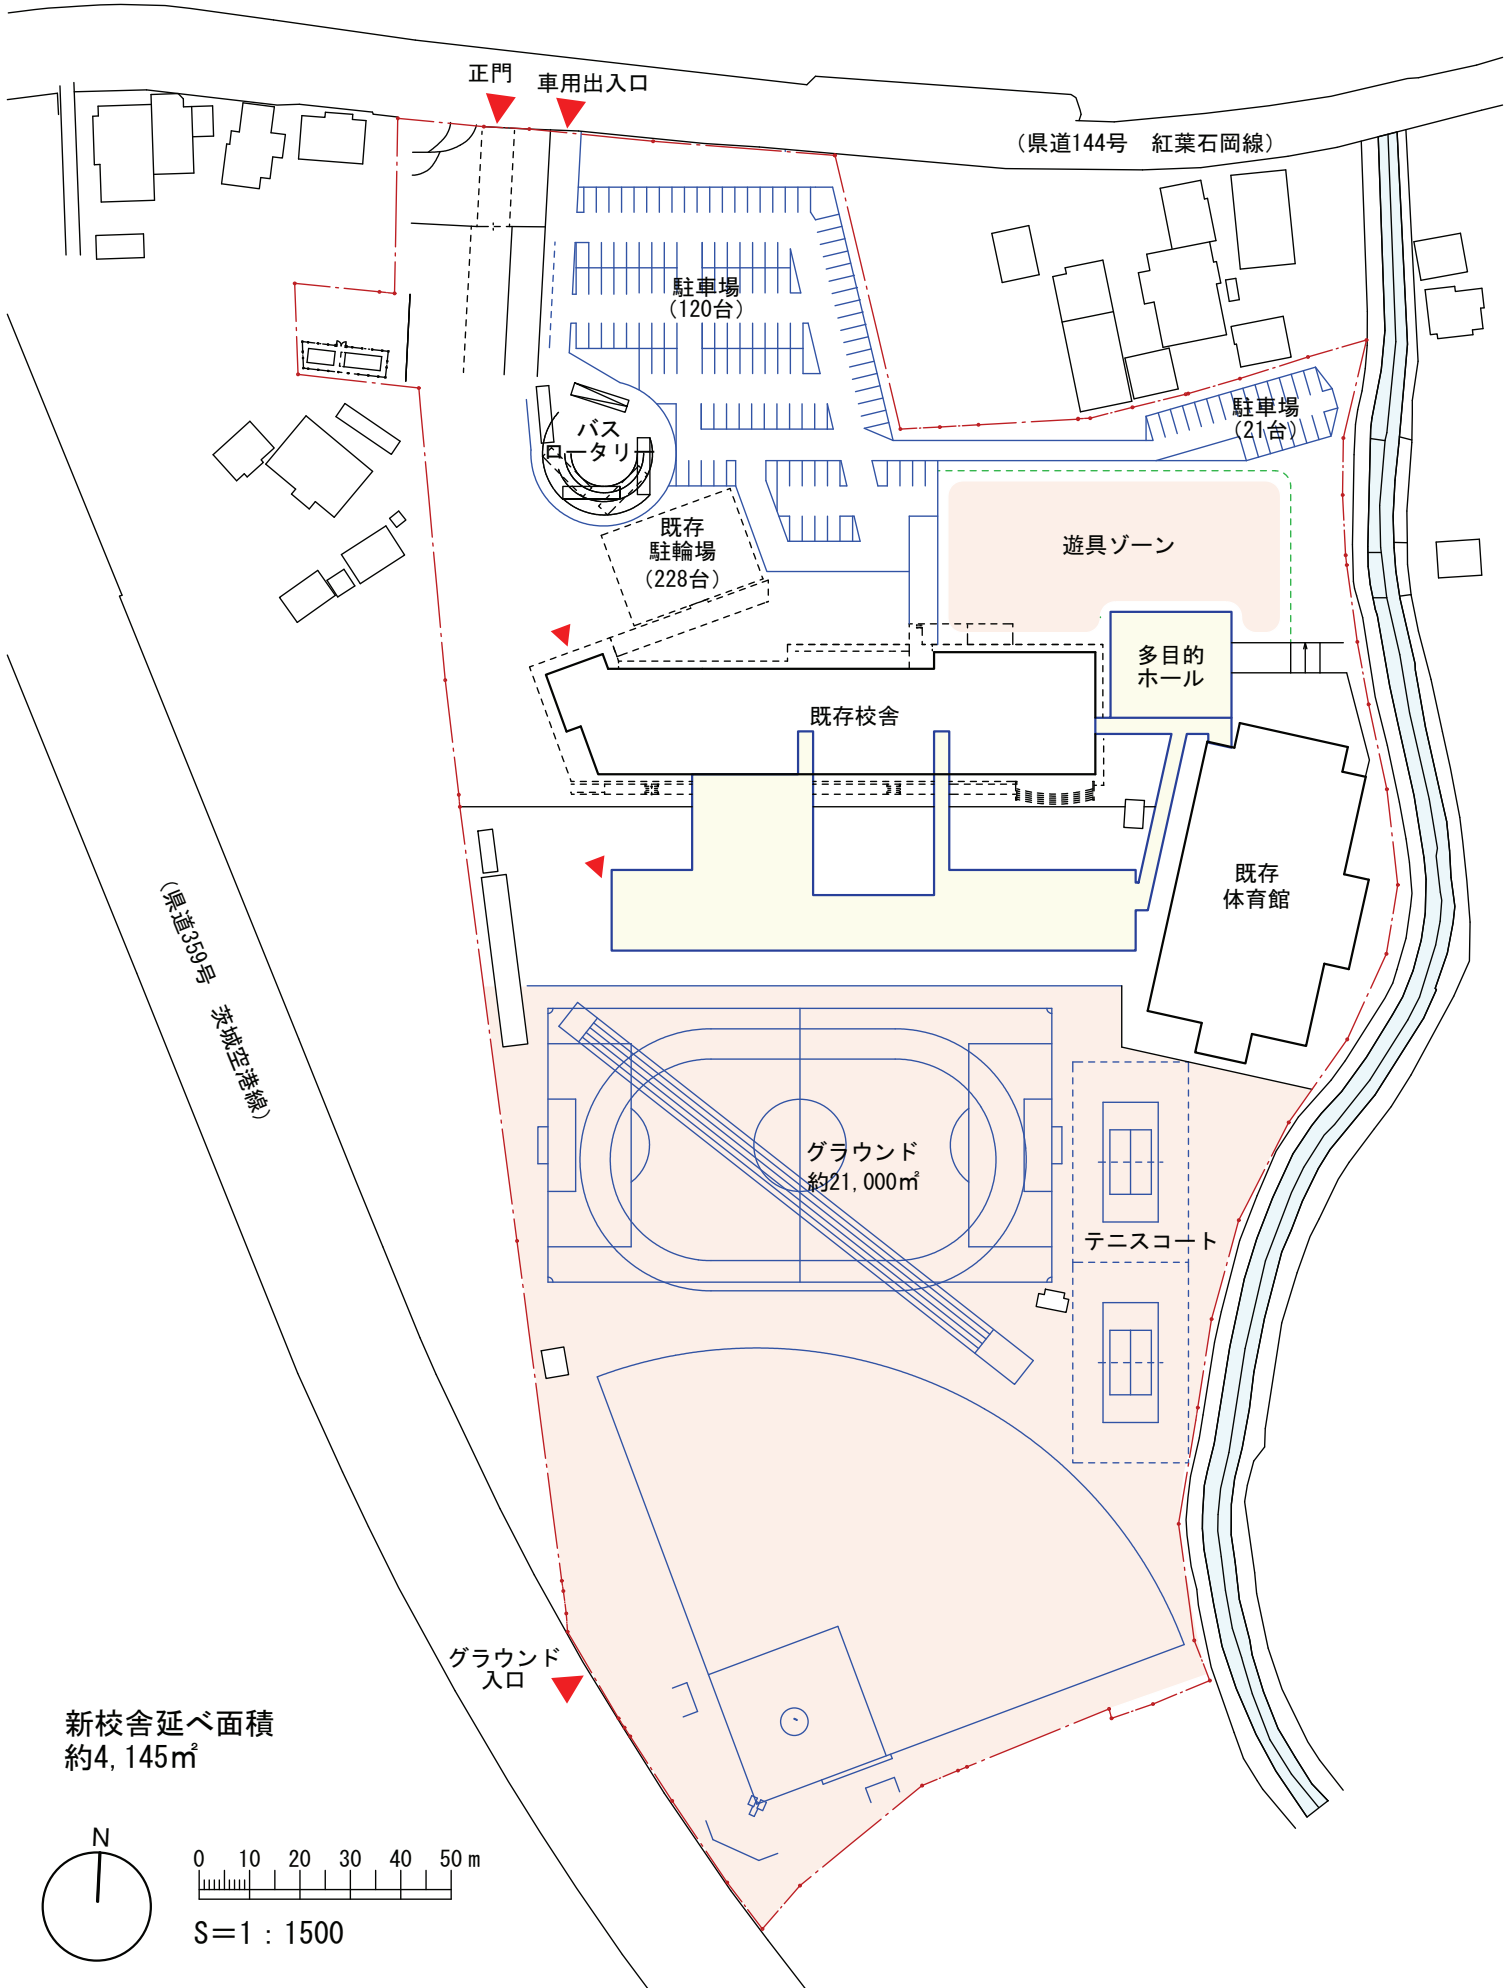 正門
車用出入口
(県道144号　紅葉石岡線)
駐車場
(120台)
駐車場
(21台)
バス
ロータリー
既存
駐輪場
(228台)
遊具ゾーン
多目的
ホール
既存校舎
既存
体育館
(県道359号　茨城空港線)
グラウンド
約21,000㎡
テニスコート
グラウンド
入口
新校舎延べ面積
約4,145㎡
N
0 10 20 30 40 50 m
S=1：1500